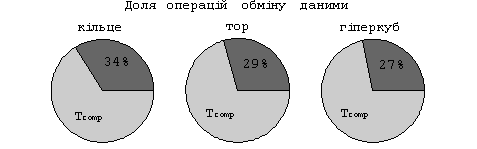 Доля операцій обміну даними
кільце тор гіперкуб
34% 29% 27%
Tcomp Tcomp Tcomp